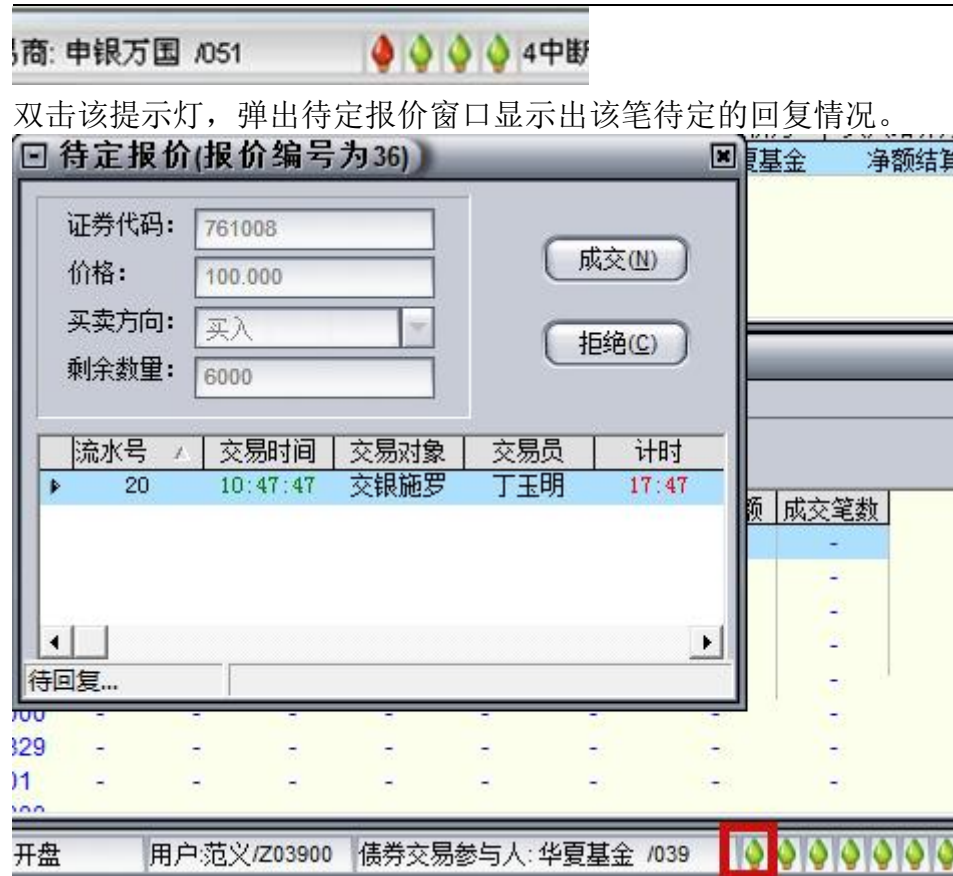 商: 申银万国 /051 4中断
双击该提示灯，弹出待定报价窗口显示出该笔待定的回复情况。
待定报价(报价编号为36)
夏基金 净额结算
证券代码： 761008
成交(N)
价格： 100.000
买卖方向： 买入
拒绝(C)
剩余数量： 6000
流水号 交易时间 交易对象 交易员 计时
20 10:47:47 交银施罗 丁玉明 17:47
额 成交笔数
-
-
-
-
-
待回复...
000 - - - - - - -
329 - - - - - - -
01 - - - - - - -
开盘 用户:范义/Z03900 债券交易参与人: 华夏基金 /039